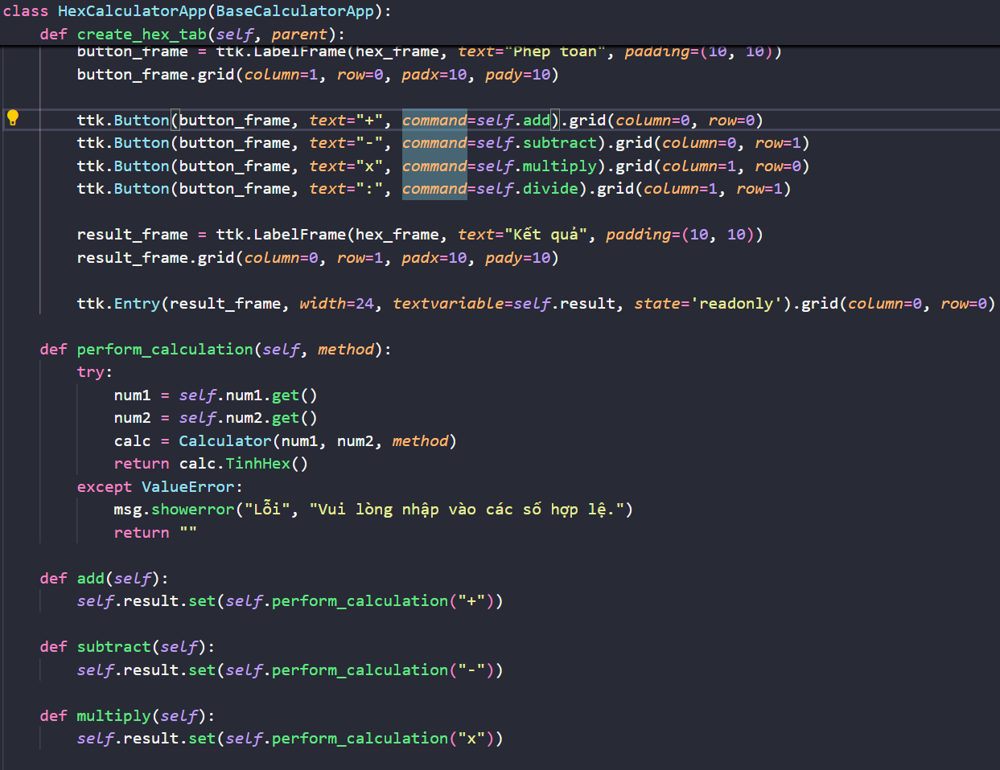 class HexCalculatorApp(BaseCalculatorApp):
    def create_hex_tab(self, parent):
        button_frame = ttk.LabelFrame(hex_frame, text="Phép toán", padding=(10, 10))
        button_frame.grid(column=1, row=0, padx=10, pady=10)
        ttk.Button(button_frame, text="+", command=self.add).grid(column=0, row=0)
        ttk.Button(button_frame, text="-", command=self.subtract).grid(column=0, row=1)
        ttk.Button(button_frame, text="x", command=self.multiply).grid(column=1, row=0)
        ttk.Button(button_frame, text=":", command=self.divide).grid(column=1, row=1)
        result_frame = ttk.LabelFrame(hex_frame, text="Kết quả", padding=(10, 10))
        result_frame.grid(column=0, row=1, padx=10, pady=10)
        ttk.Entry(result_frame, width=24, textvariable=self.result, state='readonly').grid(column=0, row=0)
    def perform_calculation(self, method):
        try:
            num1 = self.num1.get()
            num2 = self.num2.get()
            calc = Calculator(num1, num2, method)
            return calc.TinhHex()
        except ValueError:
            msg.showerror("Lỗi", "Vui lòng nhập vào các số hợp lệ.")
            return ""
    def add(self):
        self.result.set(self.perform_calculation("+"))
    def subtract(self):
        self.result.set(self.perform_calculation("-"))
    def multiply(self):
        self.result.set(self.perform_calculation("x"))